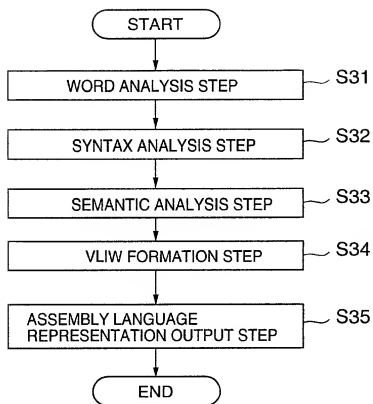 START
WORD ANALYSIS STEP S31
SYNTAX ANALYSIS STEP S32
SEMANTIC ANALYSIS STEP S33
VLIW FORMATION STEP S34
ASSEMBLY LANGUAGE
REPRESENTATION OUTPUT STEP S35
END